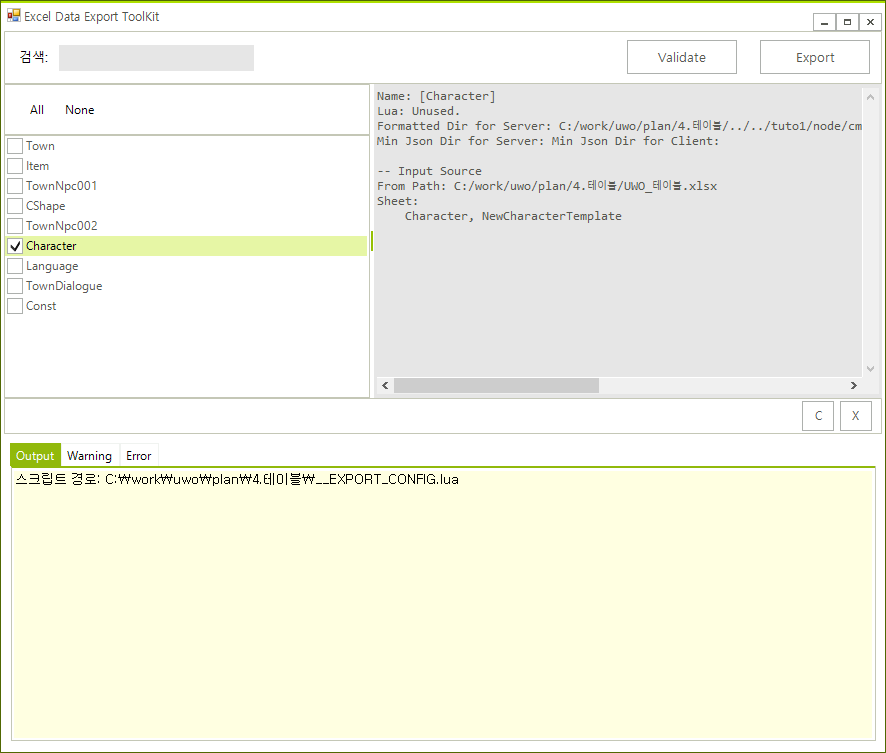 Excel Data Export ToolKit
검색:
Validate
Export
All None
Town
Item
TownNpc001
CShape
TownNpc002
Character
Language
TownDialogue
Const
Name: [Character]
Lua: Unused.
Formatted Dir for Server: C:/work/uwo/plan/4.테이블/../../tuto1/node/cm
Min Json Dir for Server: Min Json Dir for Client:
-- Input Source
From Path: C:/work/uwo/plan/4.테이블/UWO_테이블.xlsx
Sheet:
Character, NewCharacterTemplate
C X
Output Warning Error
스크립트 경로: C:₩work₩uwo₩plan₩4.테이블₩__EXPORT_CONFIG.lua